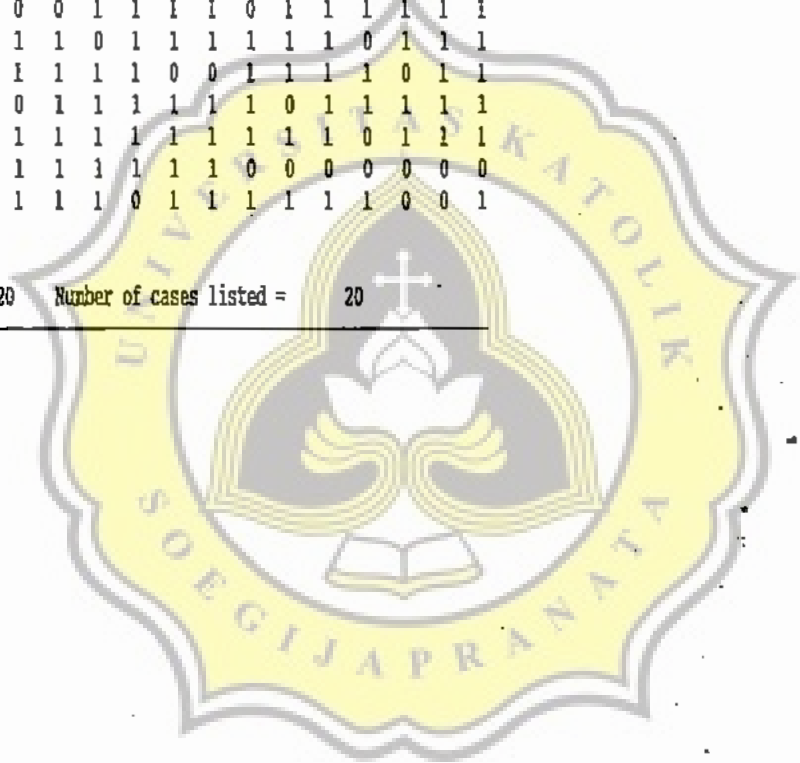 0 0 1 1 1 1 0 1 1 1 1 1 1
1 1 0 1 1 1 1 1 1 0 1 1 1
1 1 1 1 0 0 1 1 1 1 0 1 1
0 1 1 1 1 1 1 0 1 1 1 1 1
1 1 1 1 1 1 1 1 1 0 1 1 1
1 1 1 1 1 1 0 0 0 0 0 0 0
1 1 1 0 1 1 1 1 1 1 0 0 1
20 Number of cases listed = 20
UNIVERSITAS KATOLIK
SOEGIJAPRANATA